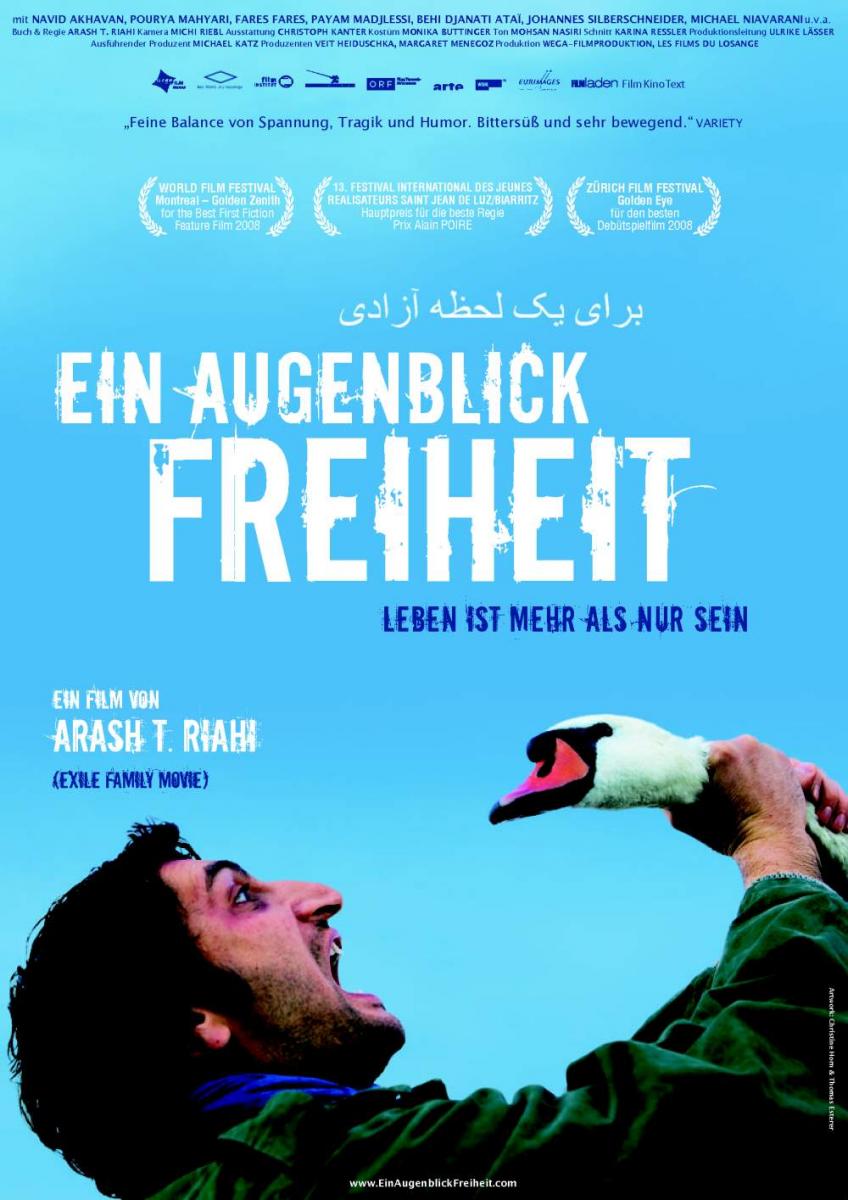 mit NAVID AKHAVAN, POURYA MAHYARI, FARES FARES, PAYAM MADJLESSI, BEHI DJANATI ATAÏ, JOHANNES SILBERSCHNEIDER, MICHAEL NIAVARANI u.v.a.
Buch & Regie ARASH T. RIAHI Kamera MICHI RIEBL Ausstattung CHRISTOPH KANTER Kostüm MONIKA BUTTINGER Ton MOHSAN NASIRI Schnitt KARINA RESSLER Produktionsleitung ULRIKE LÄSSER
Ausführender Produzent MICHAEL KATZ Produzenten VEIT HEIDUSCHKA, MARGARET MENEGOZ Produktion WEGA-FILMPRODUKTION, LES FILMS DU LOSANGE
film INSTITUT ORF arte EURIMAGES FILMladen Film Kino Text
„Feine Balance von Spannung, Tragik und Humor. Bittersüß und sehr bewegend.“ VARIETY
WORLD FILM FESTIVAL
Montreal – Golden Zenith
for the Best First Fiction
Feature Film 2008
13. FESTIVAL INTERNATIONAL DES JEUNES
REALISATEURS SAINT JEAN DE LUZ/BIARRITZ
Hauptpreis für die beste Regie
Prix Alain POIRE
ZÜRICH FILM FESTIVAL
Golden Eye
für den besten
Debütspielfilm 2008
برای یک لحظه آزادی
EIN AUGENBLICK
FREIHEIT
LEBEN IST MEHR ALS NUR SEIN
EIN FILM VON
ARASH T. RIAHI
(EXILE FAMILY MOVIE)
Artwork: Christine Horn & Thomas Esterer
www.EinAugenblickFreiheit.com